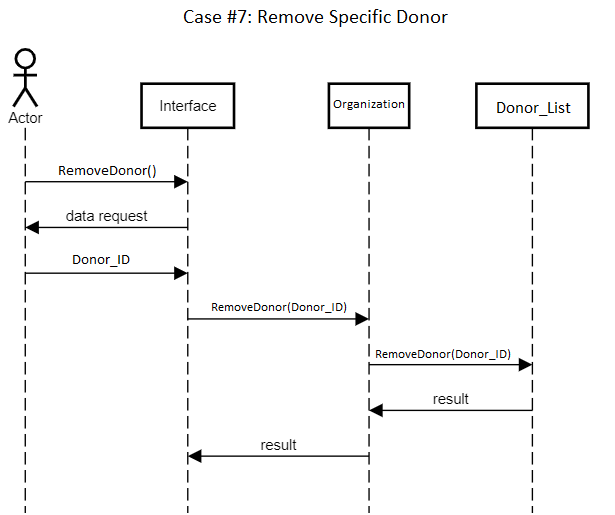 Case #7: Remove Specific Donor
Actor
Interface
Organization
Donor_List
RemoveDonor()
data request
Donor_ID
RemoveDonor(Donor_ID)
RemoveDonor(Donor_ID)
result
result